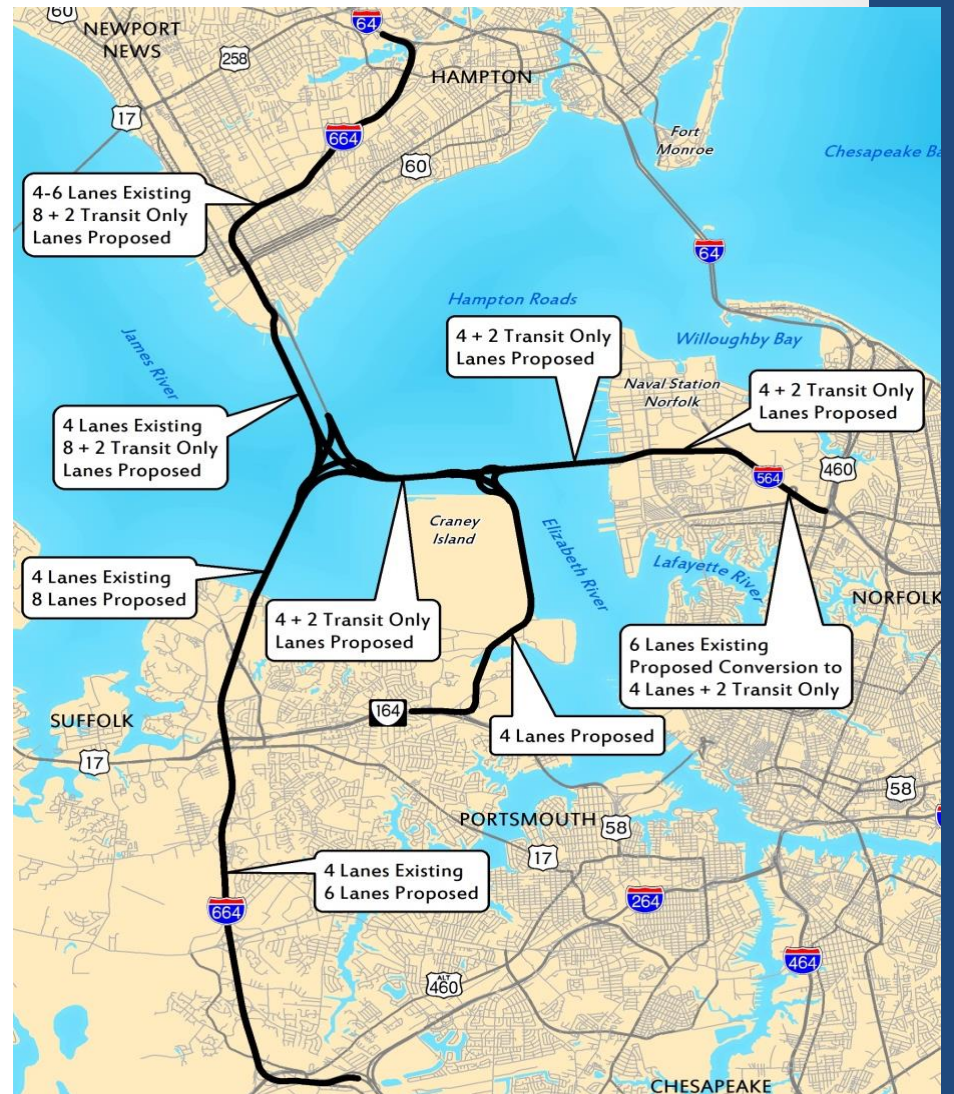 60
NEWPORT
NEWS
64
258
HAMPTON
17
664
60
Fort
Monroe
4-6 Lanes Existing
8 + 2 Transit Only
Lanes Proposed
64
Hampton Roads
James River
4 + 2 Transit Only
Lanes Proposed
Willoughby Bay
Naval Station
Norfolk
4 + 2 Transit Only
Lanes Proposed
4 Lanes Existing
8 + 2 Transit Only
Lanes Proposed
460
564
Craney
Island
Elizabeth River
Lafayette River
4 Lanes Existing
8 Lanes Proposed
NORFOLK
4 + 2 Transit Only
Lanes Proposed
6 Lanes Existing
Proposed Conversion to
4 Lanes + 2 Transit Only
164
SUFFOLK
4 Lanes Proposed
17
58
PORTSMOUTH
58
17
4 Lanes Existing
6 Lanes Proposed
264
664
464
ALT
460
CHESAPEAKE